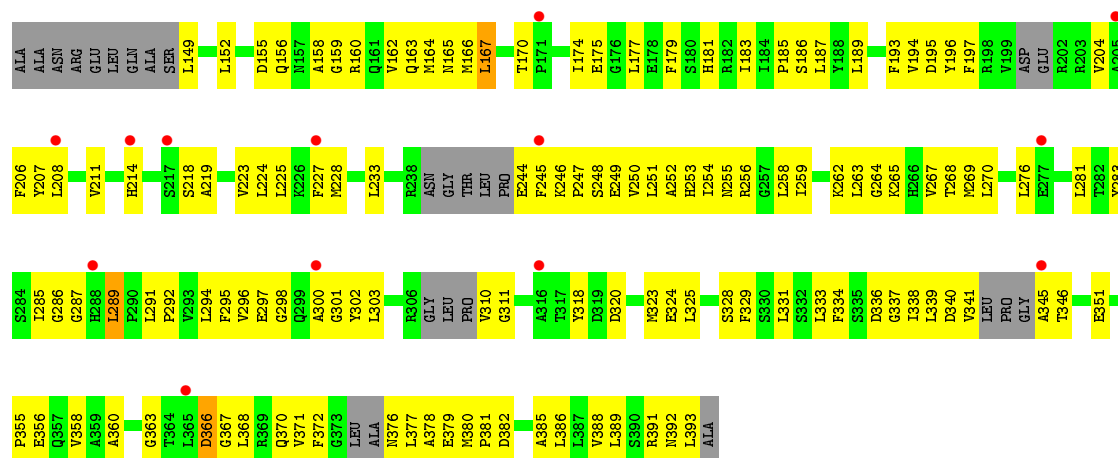 ALA ALA ASN ARG GLU LEU GLN ALA SER L149 L152 D155 Q156 N157 A158 G159 R160 Q161 V162 Q163 M164 N165 M166 L167 T170 P171 I174 E175 G176 L177 E178 F179 S180 H181 R182 I183 I184 P185 S186 L187 Y188 L189 F193 V194 D195 Y196 F197 R198 V199 ASP GLU R202 R203 V204 A205
F206 Y207 L208 V211 H214 S217 S218 A219 V223 L224 L225 K226 F227 M228 L233 R238 ASN GLY THR LEU PRO E244 F245 K246 P247 S248 E249 V250 L251 A252 H253 I254 N255 R256 G257 L258 I259 K262 L263 G264 K265 H266 V267 T268 M269 L270 L276 E277 L281 T282 Y283
S284 I285 G286 G287 H288 L289 P290 L291 P292 V293 L294 F295 V296 E297 G298 Q299 A300 G301 Y302 L303 R306 GLY LEU PRO V310 G311 A316 T317 Y318 D319 D320 M323 E324 L325 S328 F329 S330 L331 S332 L333 F334 S335 D336 G337 I338 L339 D340 V341 LEU PRO GLY A345 T346 E351
P355 E356 Q357 V358 A359 A360 G363 T364 L365 D366 G367 L368 R369 Q370 V371 F372 G373 LEU ALA N376 L377 A378 E379 M380 P381 D382 A385 L386 L387 V388 L389 S390 R391 N392 L393 ALA